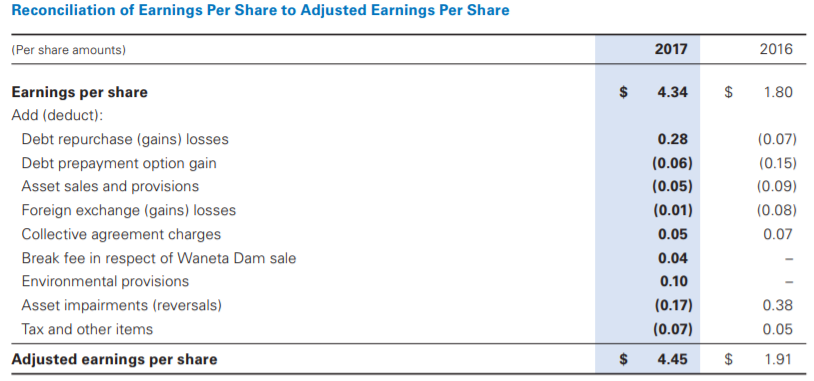 Reconciliation of Earnings Per Share to Adjusted Earnings Per Share
(Per share amounts) 2017 2016
Earnings per share $ 4.34 $ 1.80
Add (deduct):
Debt repurchase (gains) losses 0.28 (0.07)
Debt prepayment option gain (0.06) (0.15)
Asset sales and provisions (0.05) (0.09)
Foreign exchange (gains) losses (0.01) (0.08)
Collective agreement charges 0.05 0.07
Break fee in respect of Waneta Dam sale 0.04 –
Environmental provisions 0.10 –
Asset impairments (reversals) (0.17) 0.38
Tax and other items (0.07) 0.05
Adjusted earnings per share $ 4.45 $ 1.91